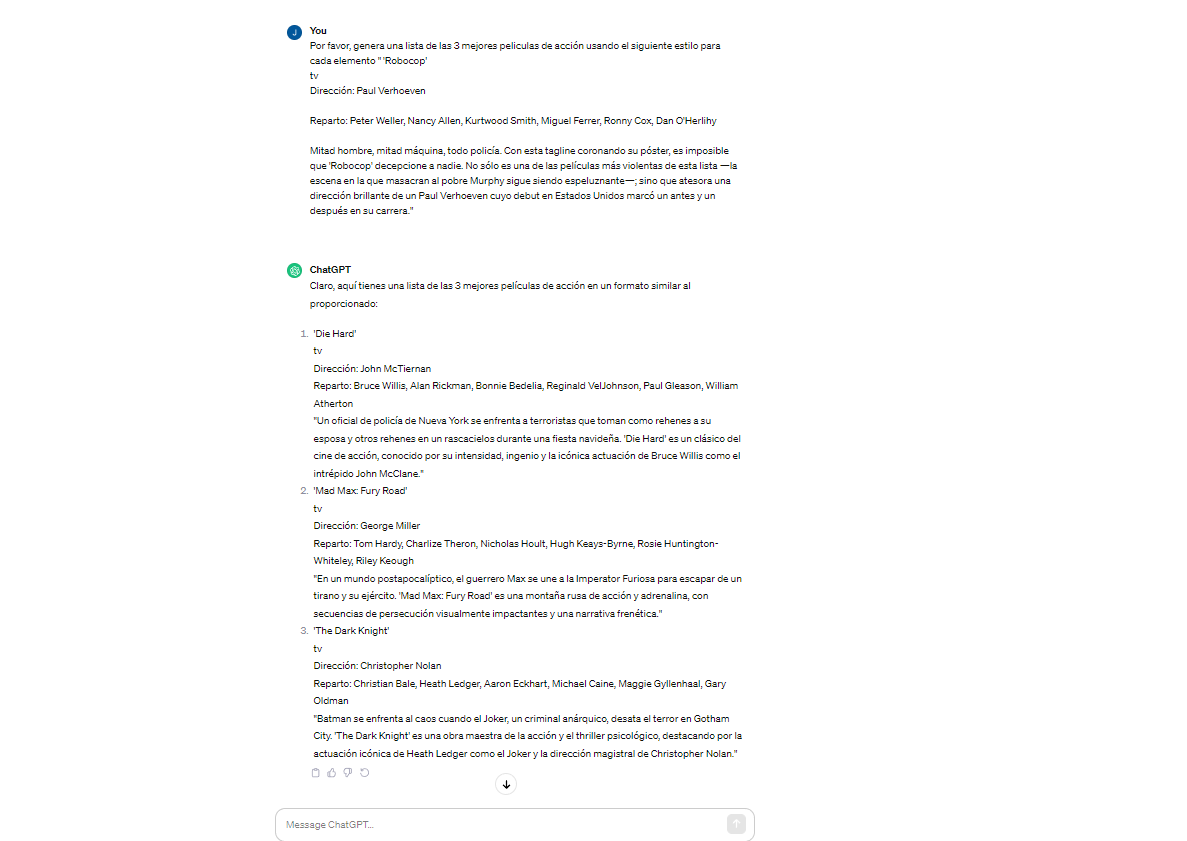 J
You
Por favor, genera una lista de las 3 mejores peliculas de acción usando el siguiente estilo para
cada elemento " 'Robocop'
tv
Dirección: Paul Verhoeven
Reparto: Peter Weller, Nancy Allen, Kurtwood Smith, Miguel Ferrer, Ronny Cox, Dan O'Herlihy
Mitad hombre, mitad máquina, todo policía. Con esta tagline coronando su póster, es imposible
que 'Robocop' decepcione a nadie. No sólo es una de las películas más violentas de esta lista —la
escena en la que masacran al pobre Murphy sigue siendo espeluznante—; sino que atesora una
dirección brillante de un Paul Verhoeven cuyo debut en Estados Unidos marcó un antes y un
después en su carrera."
ChatGPT
Claro, aquí tienes una lista de las 3 mejores películas de acción en un formato similar al
proporcionado:
1. 'Die Hard'
tv
Dirección: John McTiernan
Reparto: Bruce Willis, Alan Rickman, Bonnie Bedelia, Reginald VelJohnson, Paul Gleason, William
Atherton
"Un oficial de policía de Nueva York se enfrenta a terroristas que toman como rehenes a su
esposa y otros rehenes en un rascacielos durante una fiesta navideña. 'Die Hard' es un clásico del
cine de acción, conocido por su intensidad, ingenio y la icónica actuación de Bruce Willis como el
intrépido John McClane."
2. 'Mad Max: Fury Road'
tv
Dirección: George Miller
Reparto: Tom Hardy, Charlize Theron, Nicholas Hoult, Hugh Keays-Byrne, Rosie Huntington-
Whiteley, Riley Keough
"En un mundo postapocalíptico, el guerrero Max se une a la Imperator Furiosa para escapar de un
tirano y su ejército. 'Mad Max: Fury Road' es una montaña rusa de acción y adrenalina, con
secuencias de persecución visualmente impactantes y una narrativa frenética."
3. 'The Dark Knight'
tv
Dirección: Christopher Nolan
Reparto: Christian Bale, Heath Ledger, Aaron Eckhart, Michael Caine, Maggie Gyllenhaal, Gary
Oldman
"Batman se enfrenta al caos cuando el Joker, un criminal anárquico, desata el terror en Gotham
City. 'The Dark Knight' es una obra maestra de la acción y el thriller psicológico, destacando por la
actuación icónica de Heath Ledger como el Joker y la dirección magistral de Christopher Nolan."
Message ChatGPT...